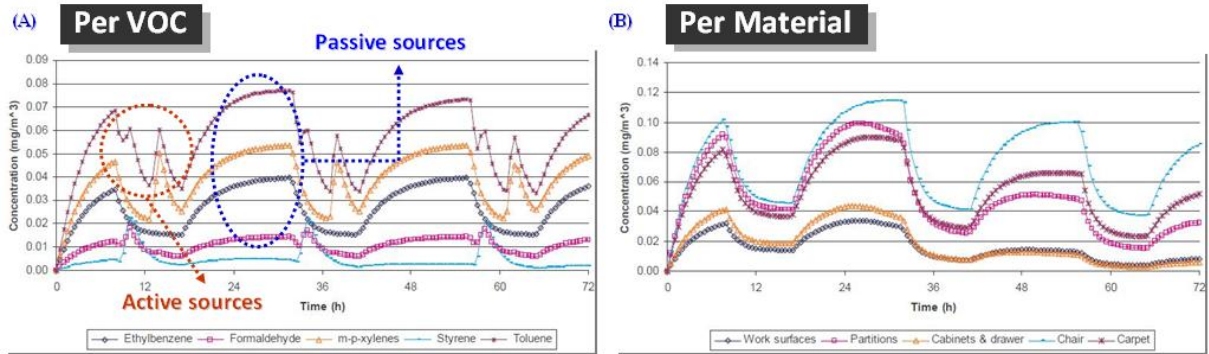 (A)
Per VOC
Passive sources
Concentration (mg/m^3)
0.09
0.08
0.07
0.06
0.05
0.04
0.03
0.02
0.01
0.00
0
12
24
36
48
60
72
Active sources
Time (h)
Ethylbenzene
Formaldehyde
m-p-xylenes
Styrene
Toluene
(B)
Per Material
Concentration (mg/m^3)
0.14
0.12
0.10
0.08
0.06
0.04
0.02
0.00
0
12
24
36
48
60
72
Time (h)
Work surfaces
Partitions
Cabinets & drawer
Chair
Carpet